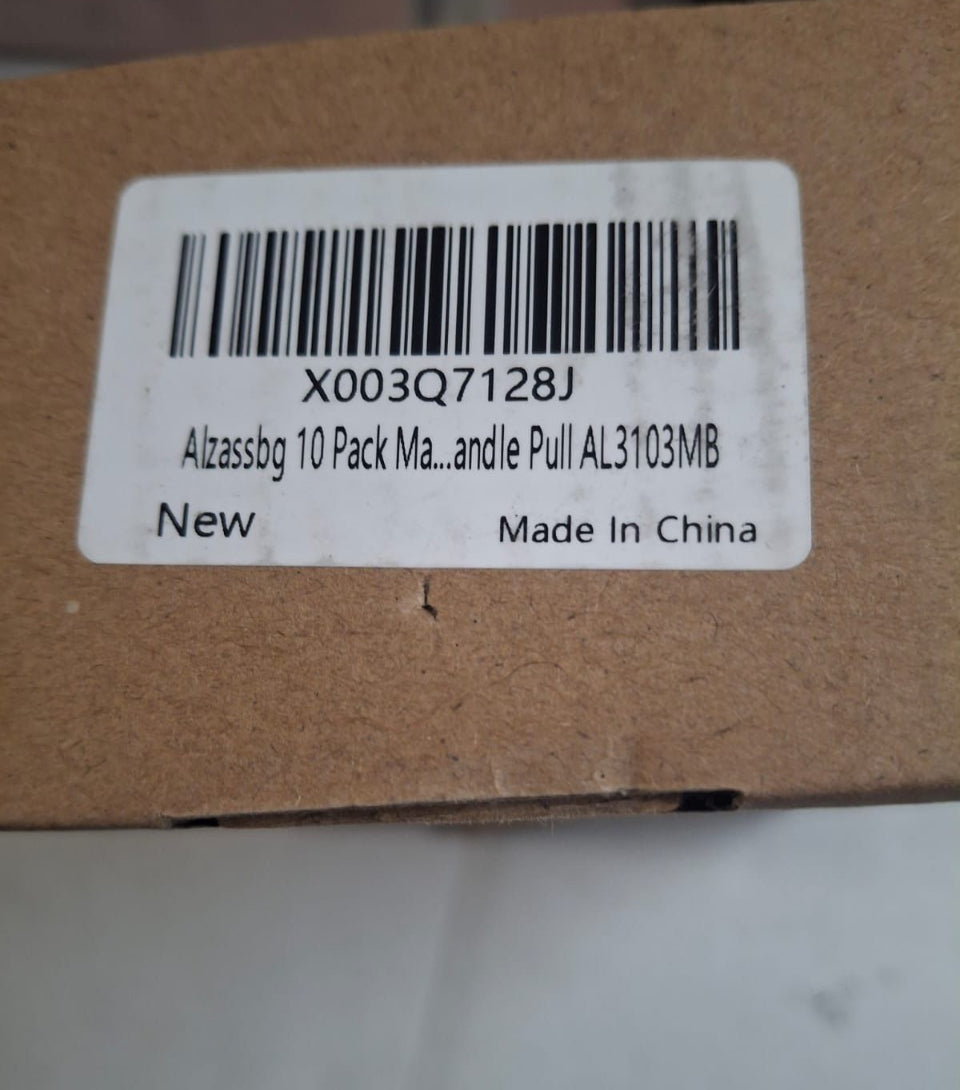 X003Q7128J
Alzassbg 10 Pack Ma...andle Pull AL3103MB
New
Made In China